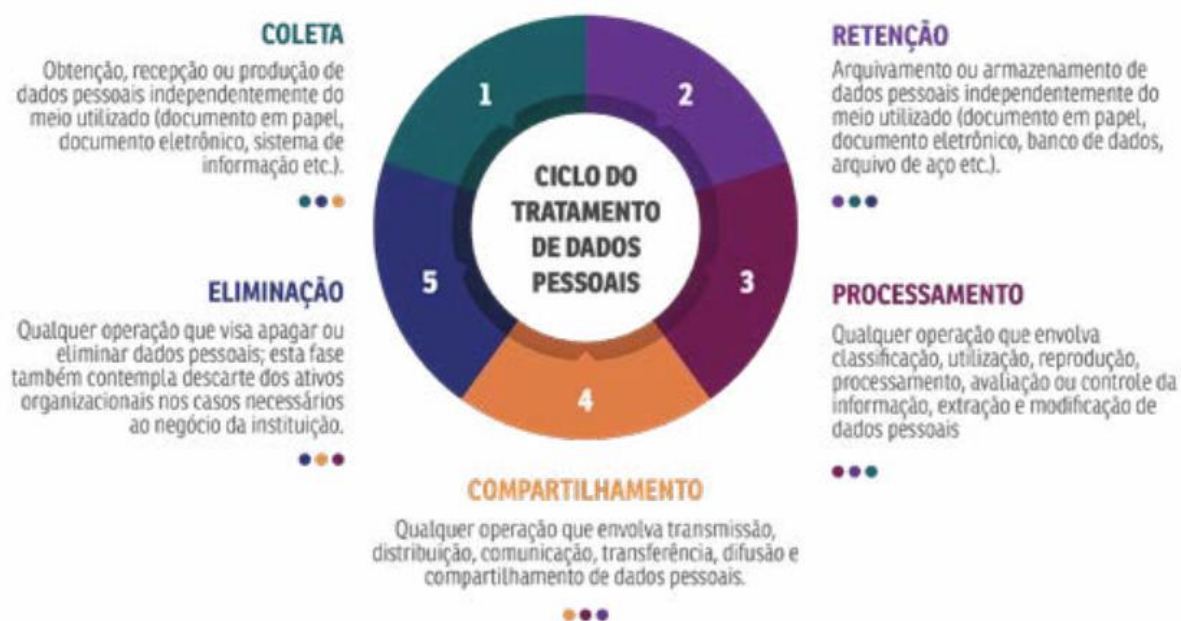 COLETA
Obtenção, recepção ou produção de
dados pessoais independentemente do
meio utilizado (documento em papel,
documento eletrônico, sistema de
informação etc.).
1
2
RETENÇÃO
Arquivamento ou armazenamento de
dados pessoais independentemente do
meio utilizado (documento em papel,
documento eletrônico, banco de dados,
arquivo de aço etc.).
CICLO DO
TRATAMENTO
DE DADOS
PESSOAIS
3
PROCESSAMENTO
Qualquer operação que envolva
classificação, utilização, reprodução,
processamento, avaliação ou controle da
informação, extração e modificação de
dados pessoais
4
COMPARTILHAMENTO
Qualquer operação que envolva transmissão,
distribuição, comunicação, transferência, difusão e
compartilhamento de dados pessoais.
5
ELIMINAÇÃO
Qualquer operação que visa apagar ou
eliminar dados pessoais; esta fase
também contempla descarte dos ativos
organizacionais nos casos necessários
ao negócio da instituição.